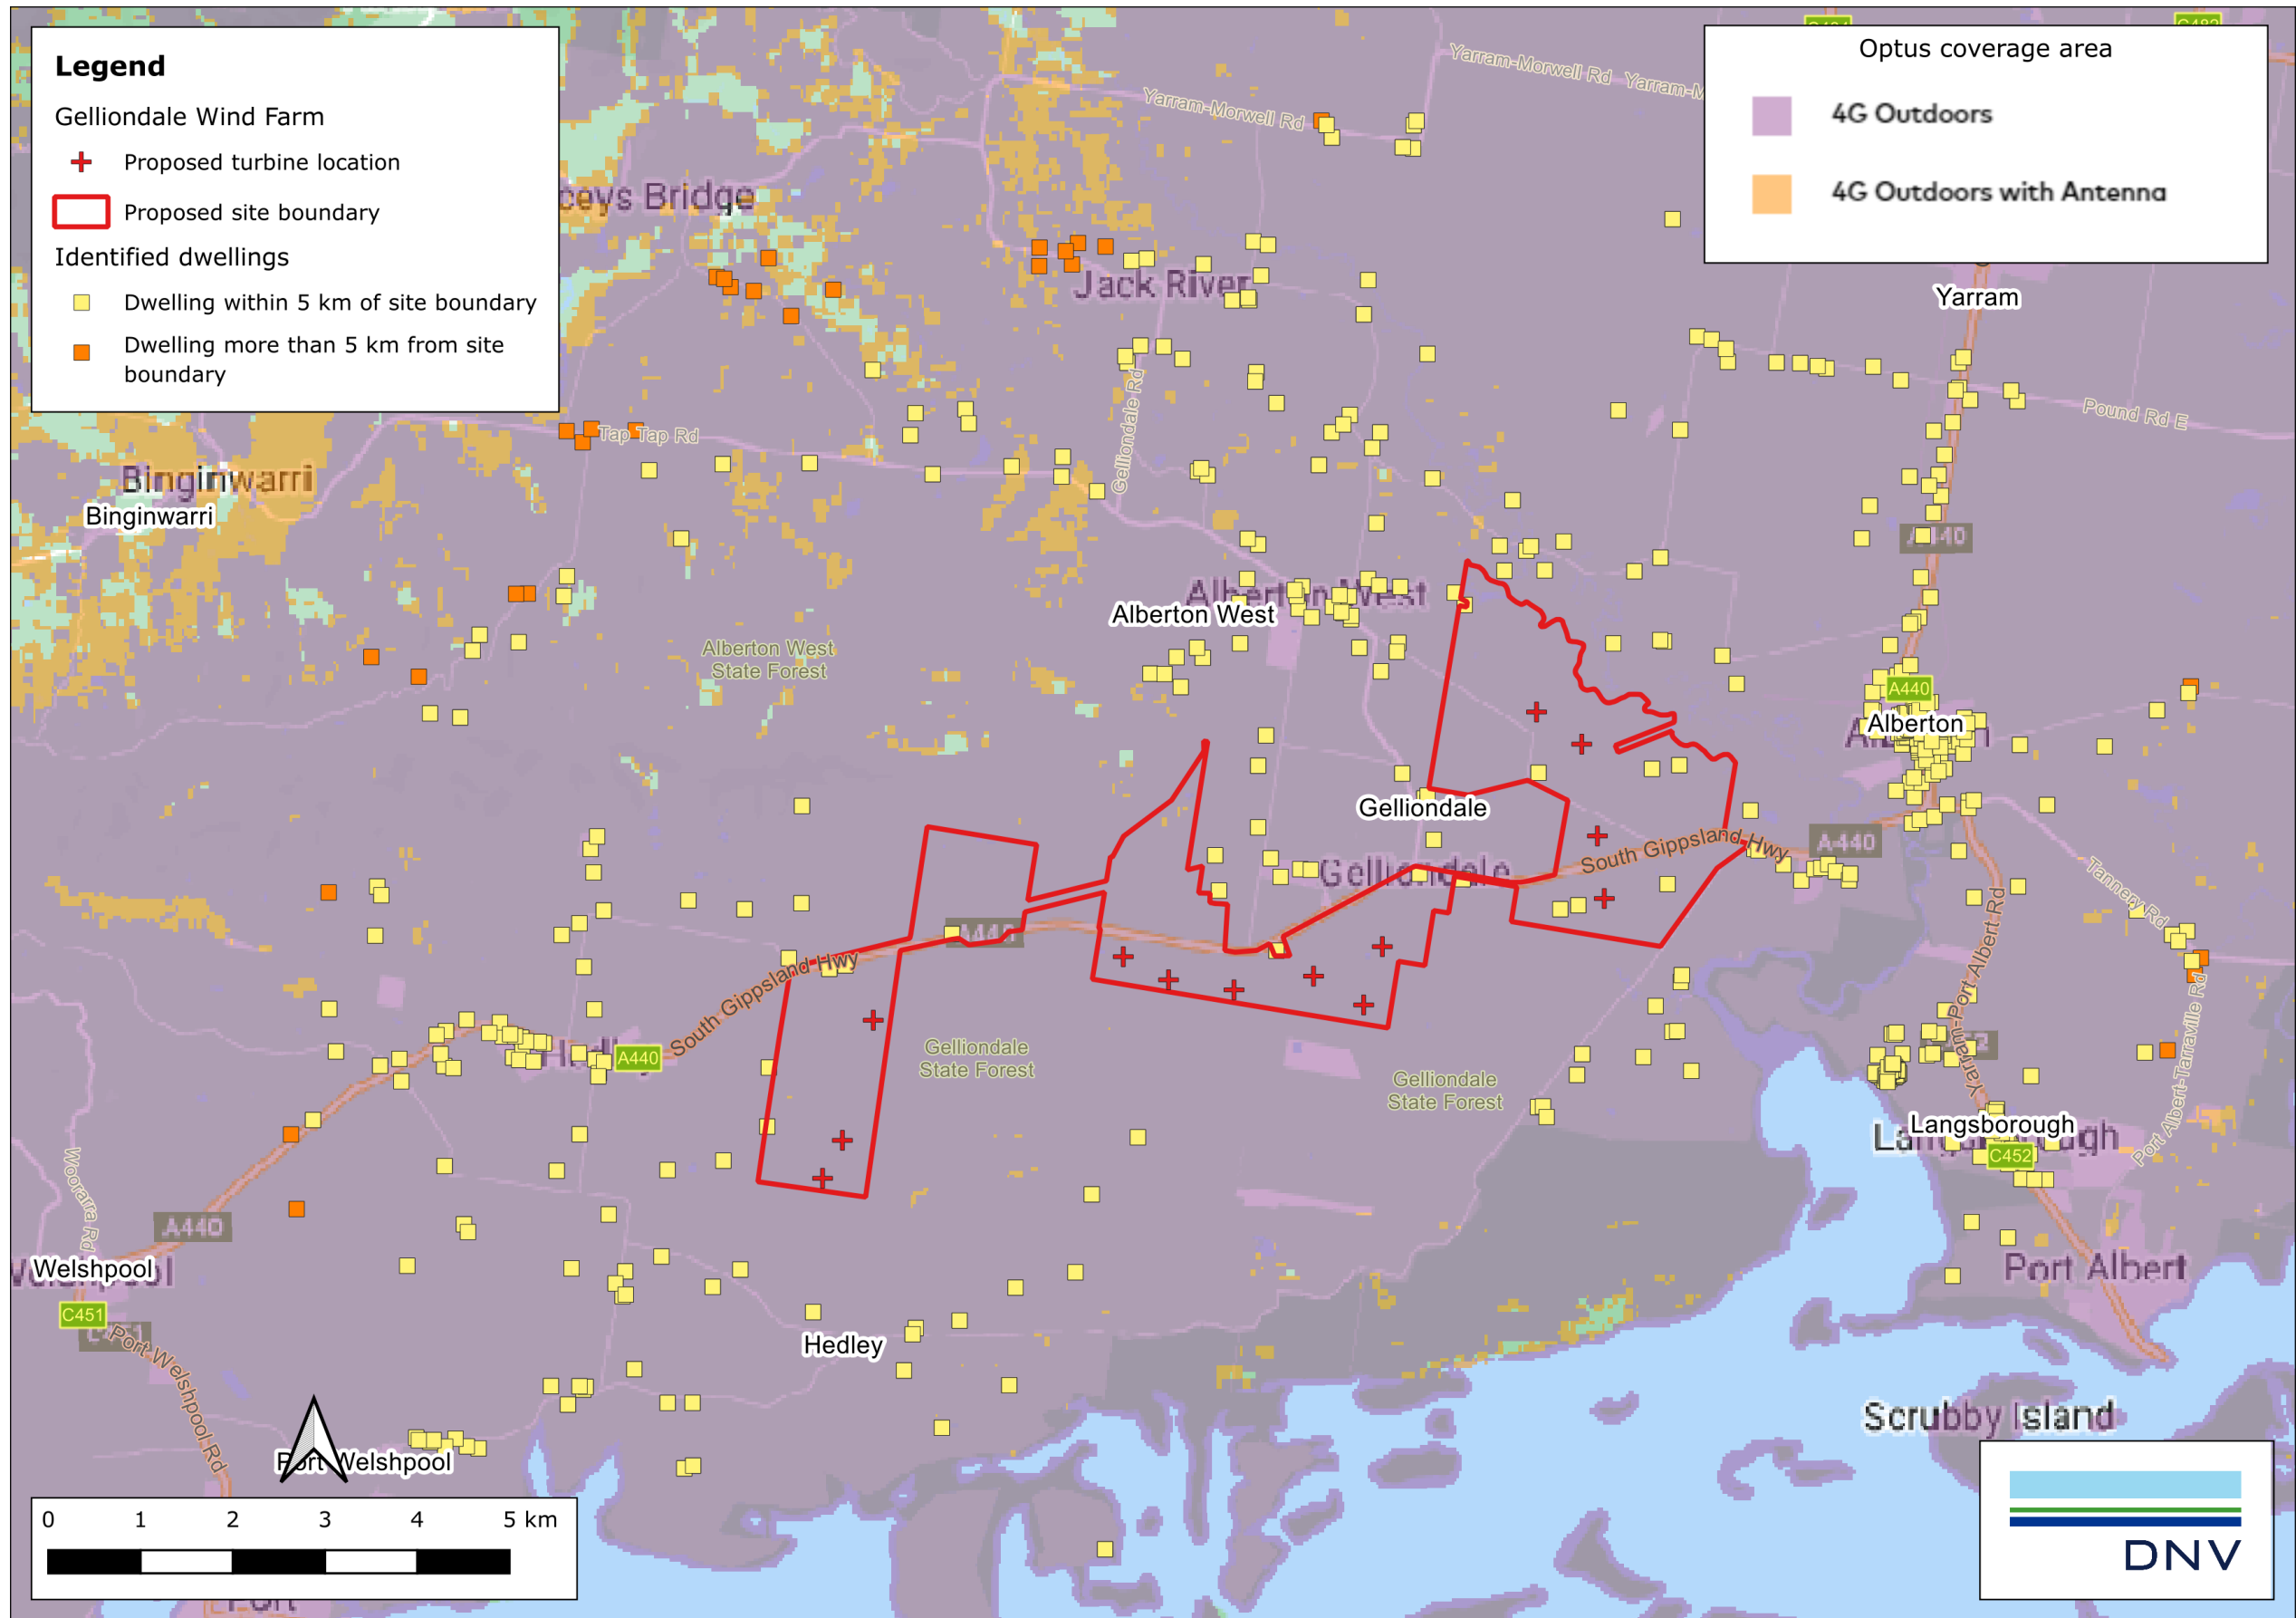 Legend
Gelliondale Wind Farm
Proposed turbine location
Proposed site boundary
Identified dwellings
Dwelling within 5 km of site boundary
Dwelling more than 5 km from site
boundary
Optus coverage area
4G Outdoors
4G Outdoors with Antenna
Yarram-Morwell Rd
Yarram-Morwell Rd
ceys Bridge
Jack River
Yarram
Gelliondale Rd
Pound Rd E
Tap Tap Rd
Binginwarri
Binginwarri
A440
Alberton West
Alberton West
Alberton West
State Forest
A440
Alberton
Gelliondale
Gelliondale
South Gippsland Hwy
A440
Tannery Rd
A440
South Gippsland Hwy
Yarram-Port Albert Rd
Port Albert-Tarraville Rd
A440
Gelliondale
State Forest
Gelliondale
State Forest
Langsborough
C452
Woorarra Rd
A440
Welshpool
C451
C451
Port Welshpool Rd
Port Albert
Hedley
Scrubby Island
Port Welshpool
0 1 2 3 4 5 km
DNV
Port